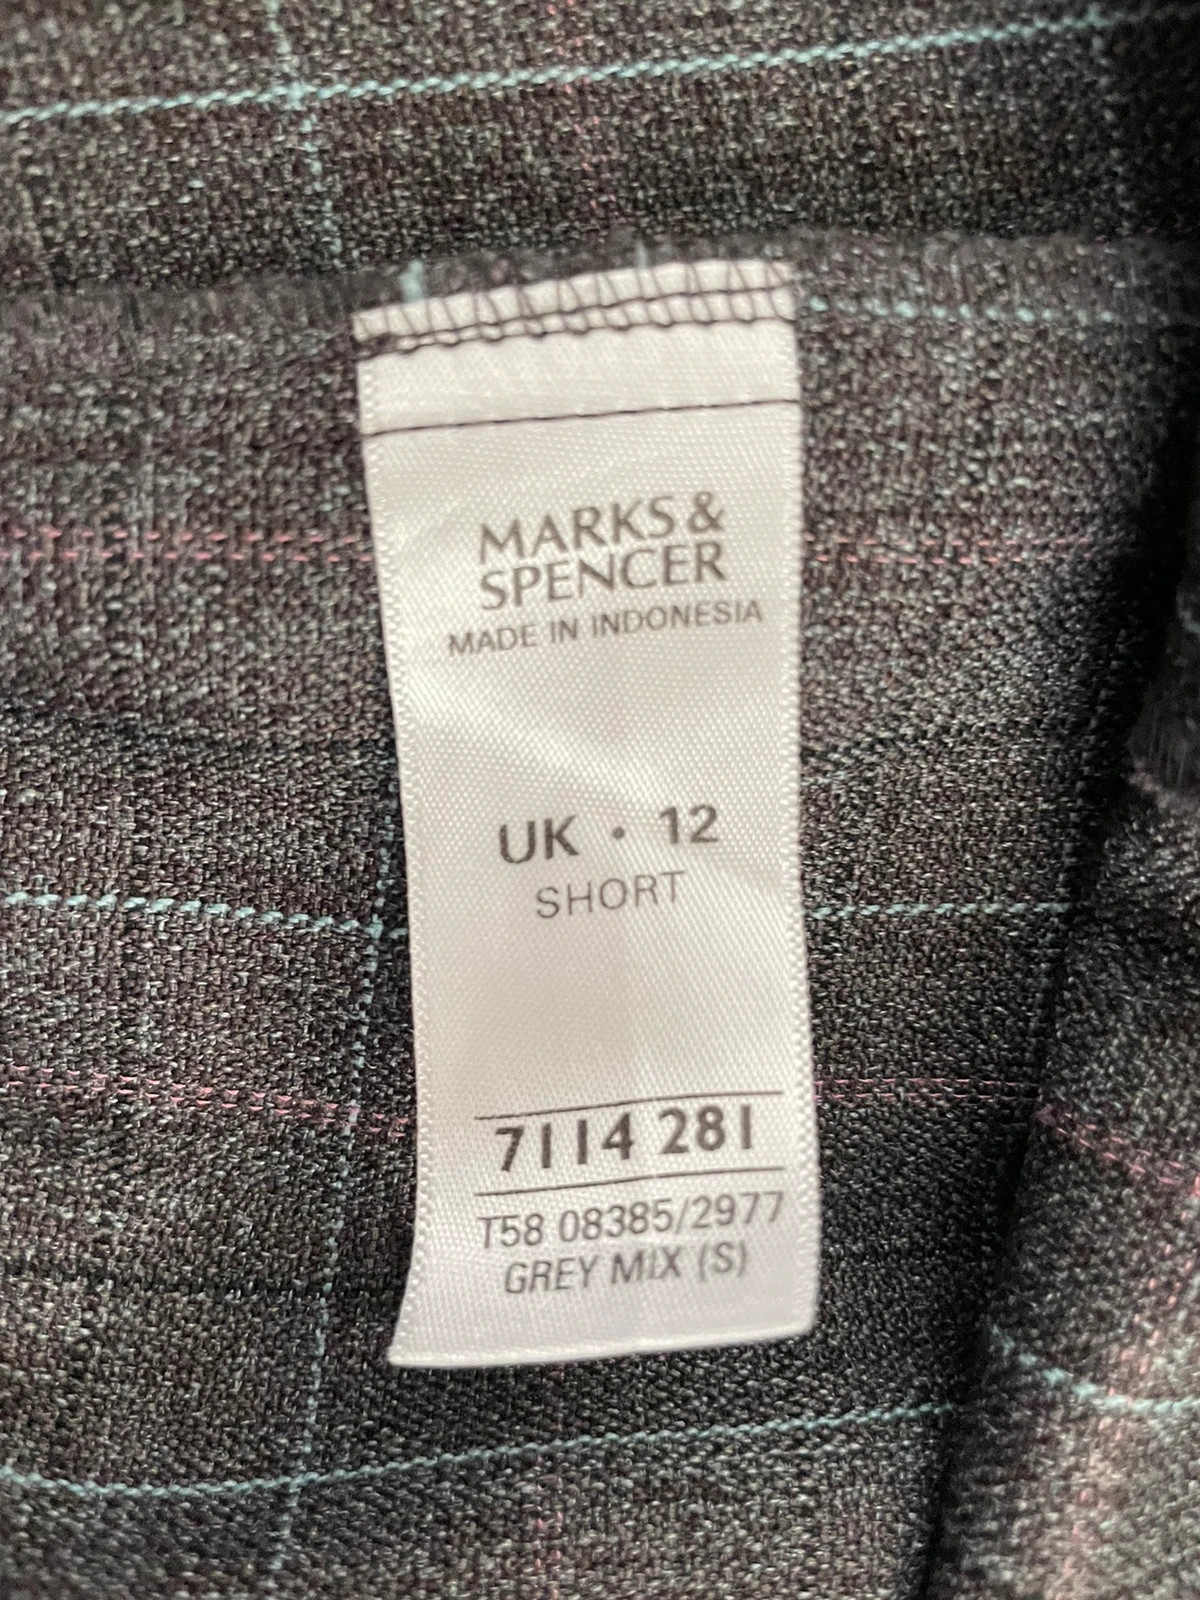 MARKS &
SPENCER
MADE IN INDONESIA
UK • 12
SHORT
7114 281
T58 08385/2977
GREY MIX (S)